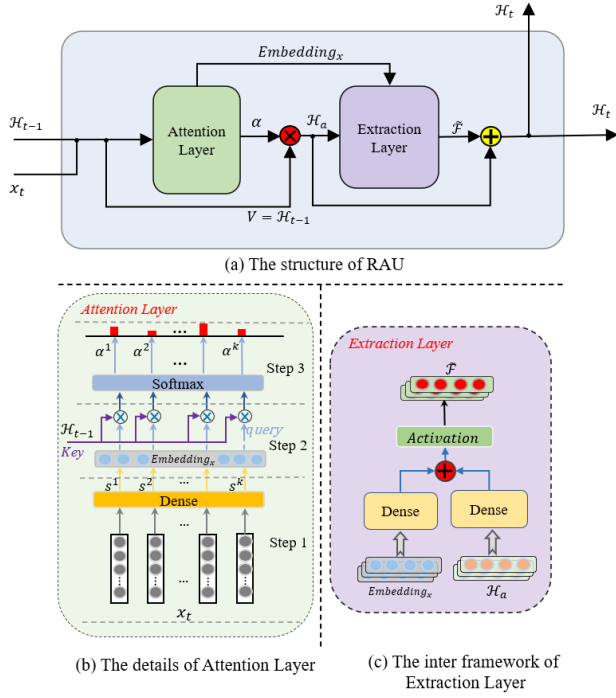 ℋ_t
Embedding_x
ℋ_{t-1}
Attention Layer
α
ℋ_a
Extraction Layer
ℱ̃
ℋ_t
x_t
V = ℋ_{t-1}
(a) The structure of RAU
Attention Layer
...
α^1 α^2 α^k
...
Step 3
Softmax
ℋ_{t-1}
...
query
Key
Step 2
Embedding_x
s^1 s^2 ... s^k
Dense
...
Step 1
...
x_t
(b) The details of Attention Layer
Extraction Layer
ℱ̃
Activation
Dense
Dense
Embedding_x
ℋ_a
(c) The inter framework of
Extraction Layer